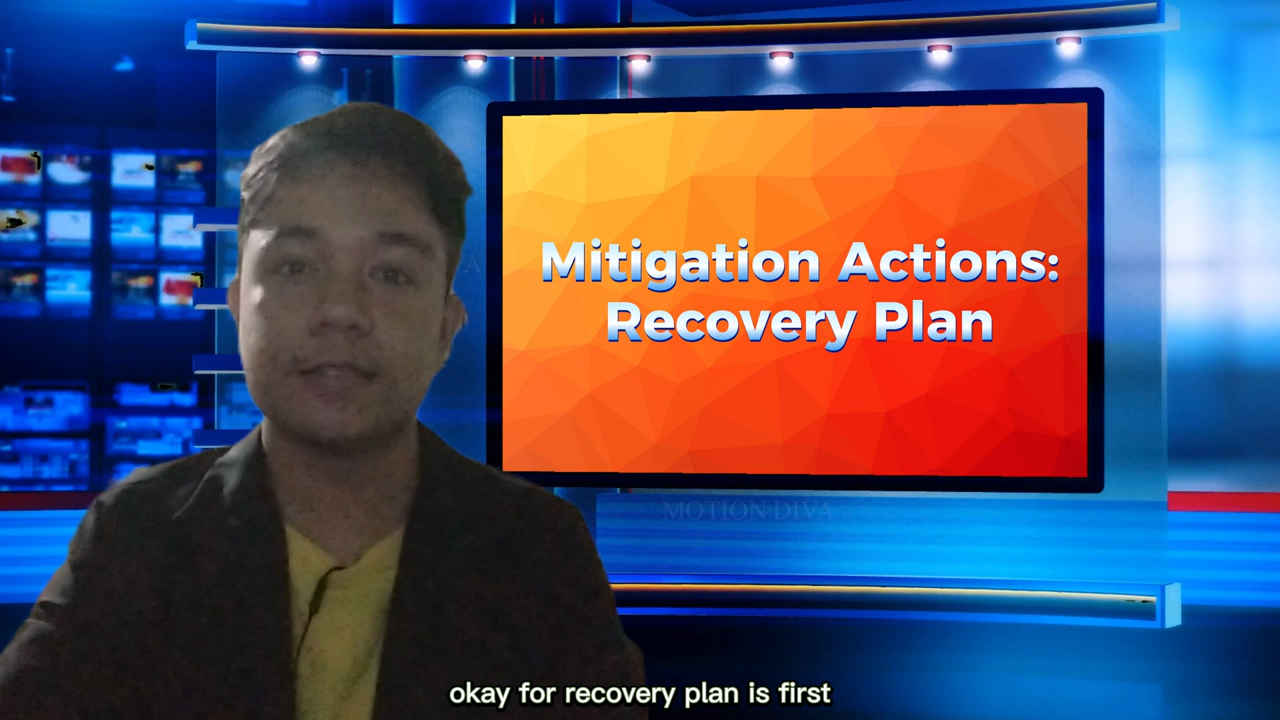 Mitigation Actions:
Recovery Plan
MOTION DIVA
okay for recovery plan is first